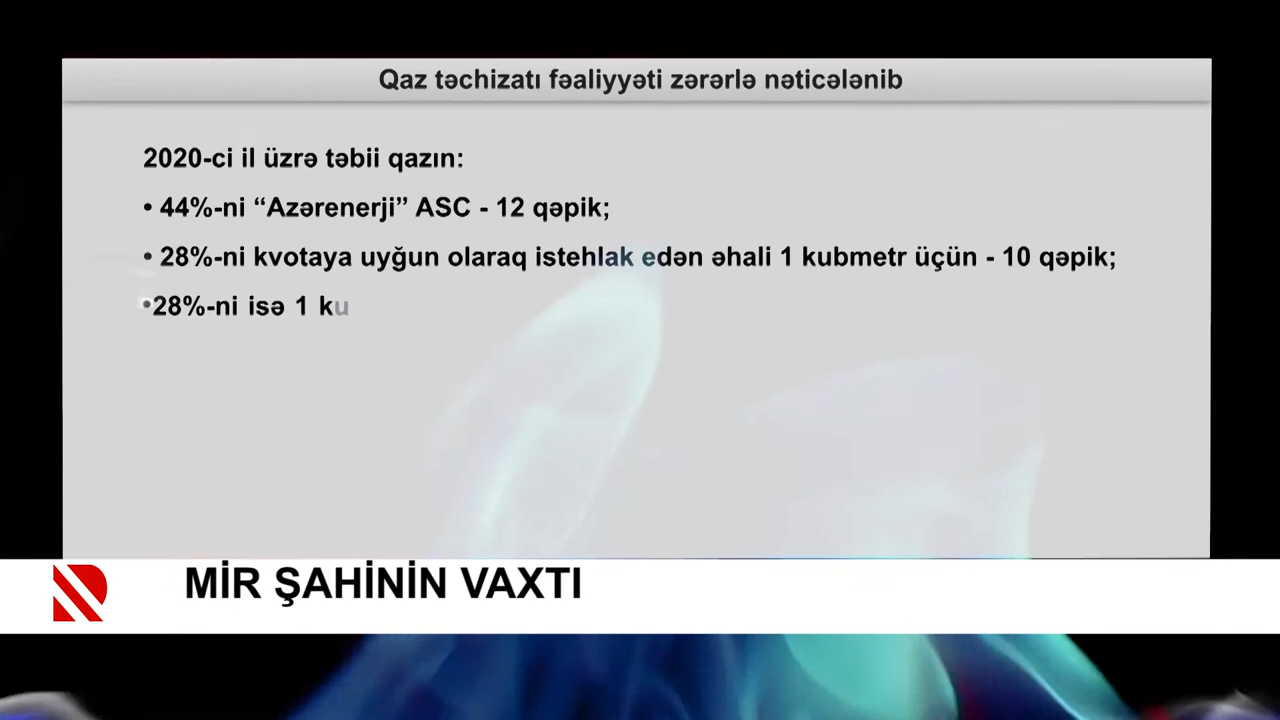 Qaz təchizatı fəaliyyəti zərərlə nəticələnib
2020-ci il üzrə təbii qazın:
• 44%-ni “Azərenerji” ASC - 12 qəpik;
• 28%-ni kvotaya uyğun olaraq istehlak edən əhali 1 kubmetr üçün - 10 qəpik;
•28%-ni isə 1 ku
MİR ŞAHİNİN VAXTI